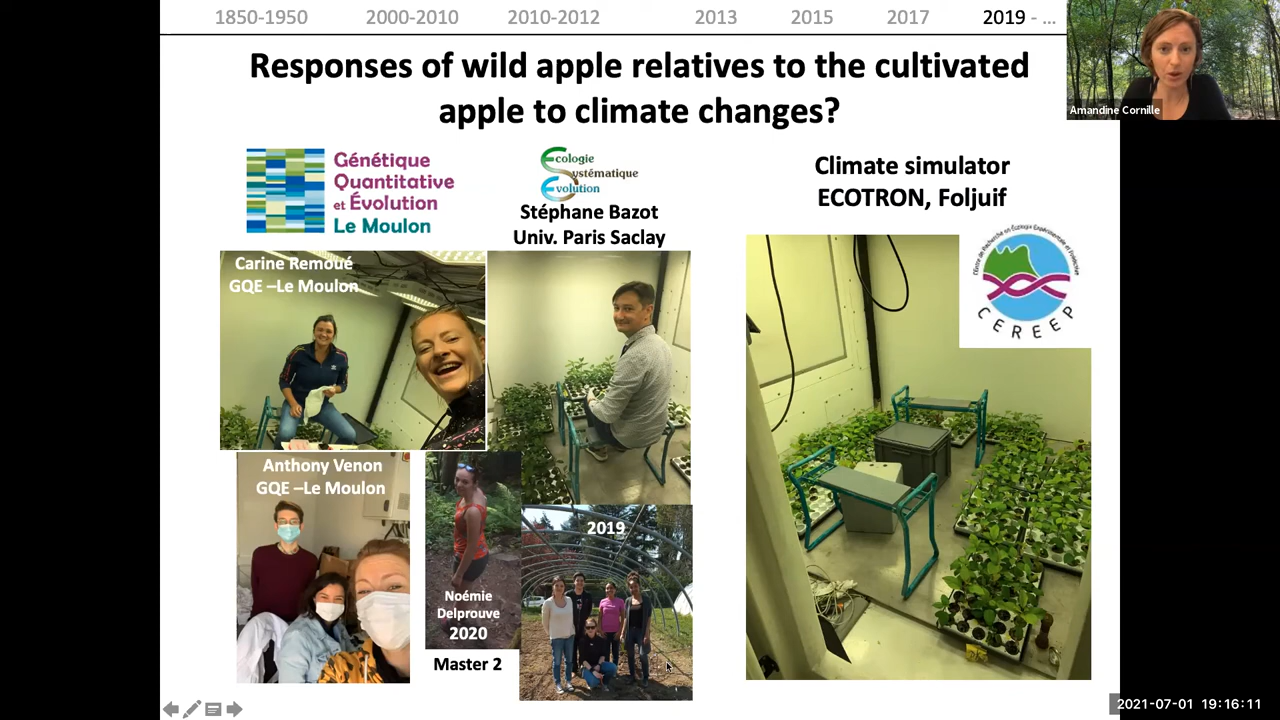 1850-1950 2000-2010 2010-2012 2013 2015 2017 2019 - ...
Amandine Cornille
Responses of wild apple relatives to the cultivated
apple to climate changes?
Génétique
Quantitative
et Évolution
Le Moulon
Ecologie
Systématique
Evolution
Stéphane Bazot
Univ. Paris Saclay
Climate simulator
ECOTRON, Foljuif
CEREEP
Carine Remoué
GQE –Le Moulon
Anthony Venon
GQE –Le Moulon
Noémie
Delprouve
2020
Master 2
2019
2021-07-01 19:16:11